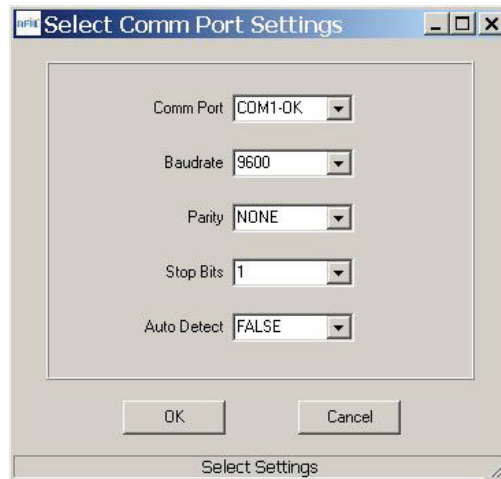 Select Comm Port Settings
Comm Port COM1-OK
Baudrate 9600
Parity NONE
Stop Bits 1
Auto Detect FALSE
OK Cancel
Select Settings